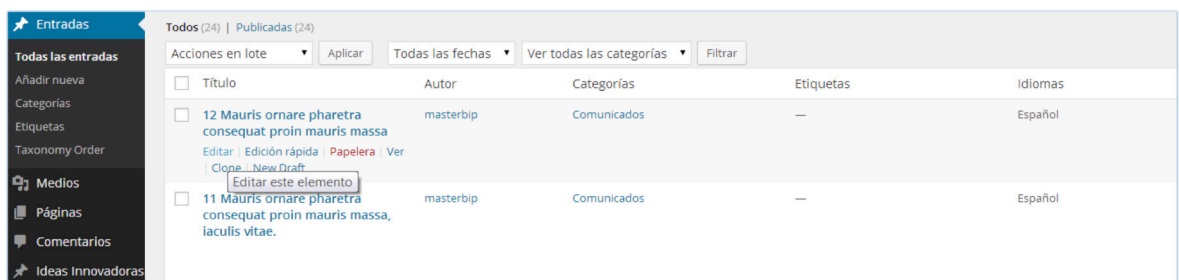 Entradas
Todas las entradas
Añadir nueva
Categorías
Etiquetas
Taxonomy Order
Medios
Páginas
Comentarios
Ideas Innovadoras
Todos (24) | Publicadas (24)
Acciones en lote Aplicar Todas las fechas Ver todas las categorías Filtrar
Título Autor Categorías Etiquetas Idiomas
12 Mauris ornare pharetra masterbip Comunicados — Español
consequat proin mauris massa
Editar | Edición rápida | Papelera | Ver
| Clone | New Draft
Editar este elemento
11 Mauris ornare pharetra masterbip Comunicados — Español
consequat proin mauris massa,
iaculis vitae.